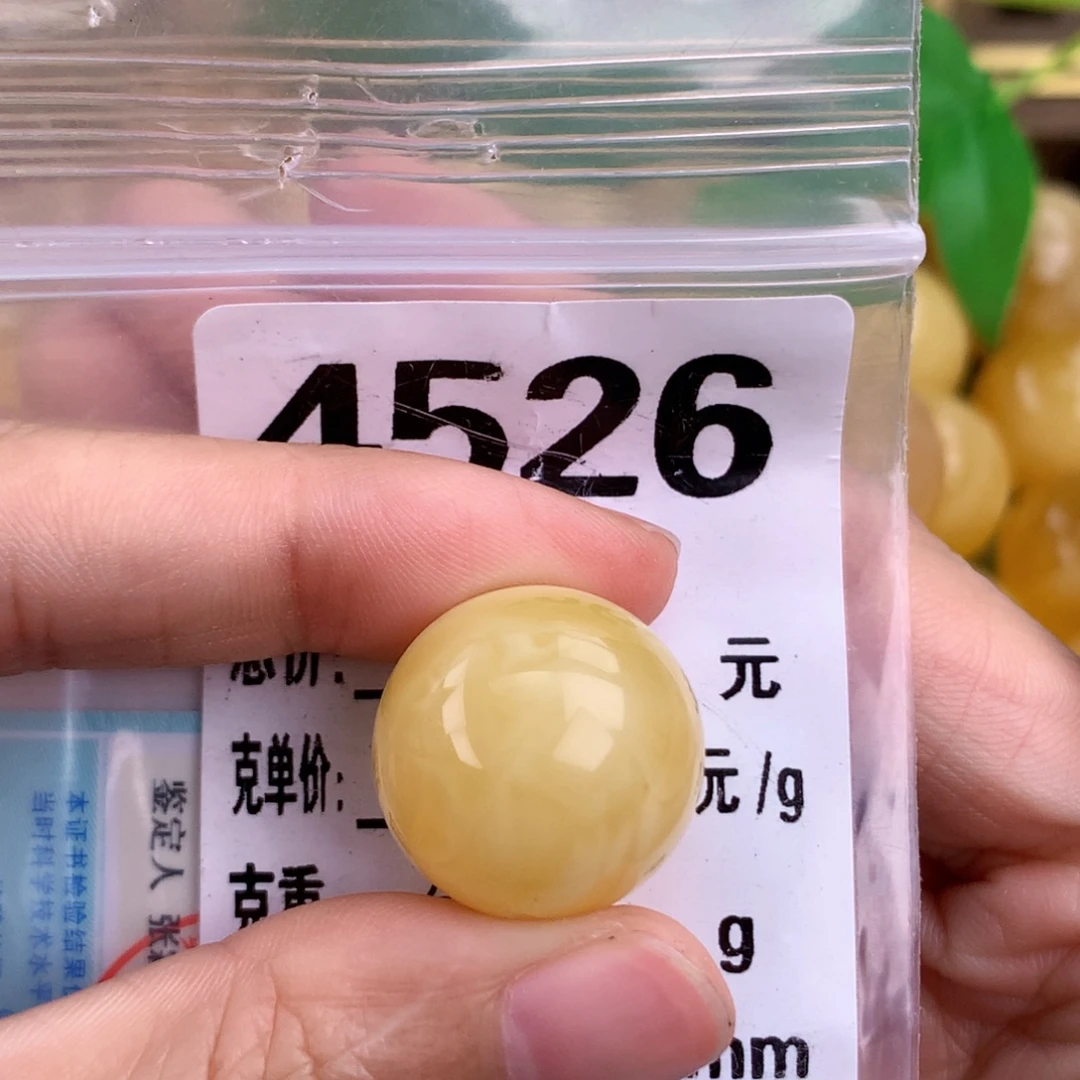 4526
总价: 元
克单价: 元/g
克重 g
mm
鉴定人 张
本证书检验结果
当时科学技术水平